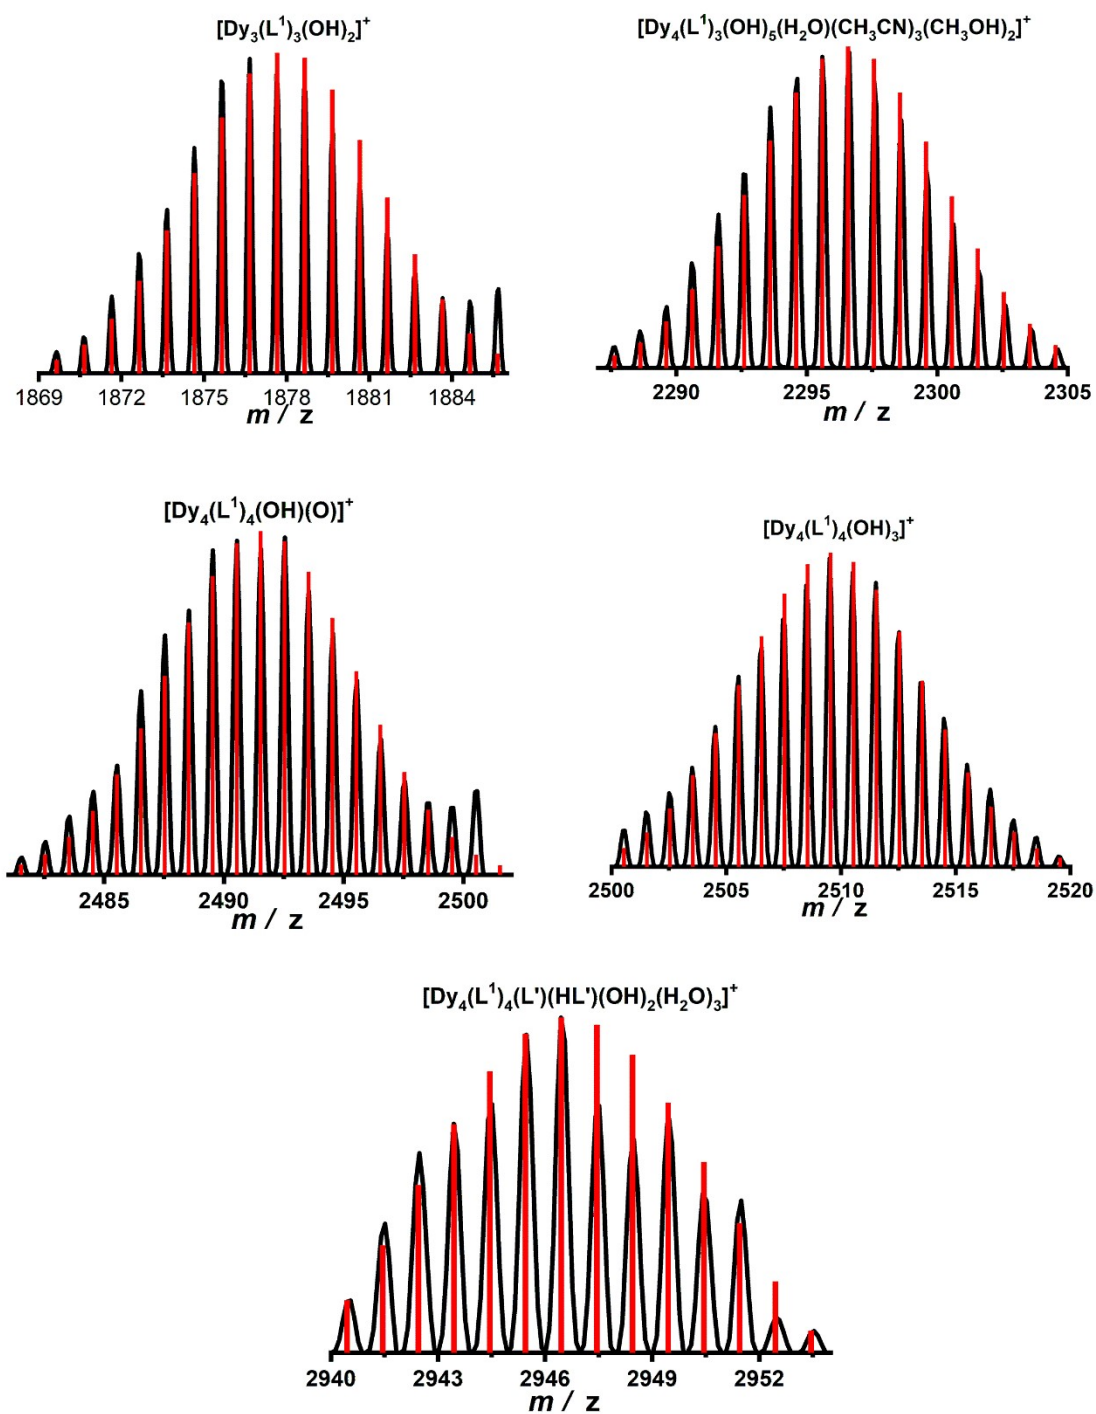 [Dy₃(L¹)₃(OH)₂]⁺
1869 1872 1875 1878 1881 1884
m / z
[Dy₄(L¹)₃(OH)₅(H₂O)(CH₃CN)₃(CH₃OH)₂]⁺
2290 2295 2300 2305
m / z
[Dy₄(L¹)₄(OH)(O)]⁺
2485 2490 2495 2500
m / z
[Dy₄(L¹)₄(OH)₃]⁺
2500 2505 2510 2515 2520
m / z
[Dy₄(L¹)₄(L')(HL')(OH)₂(H₂O)₃]⁺
2940 2943 2946 2949 2952
m / z